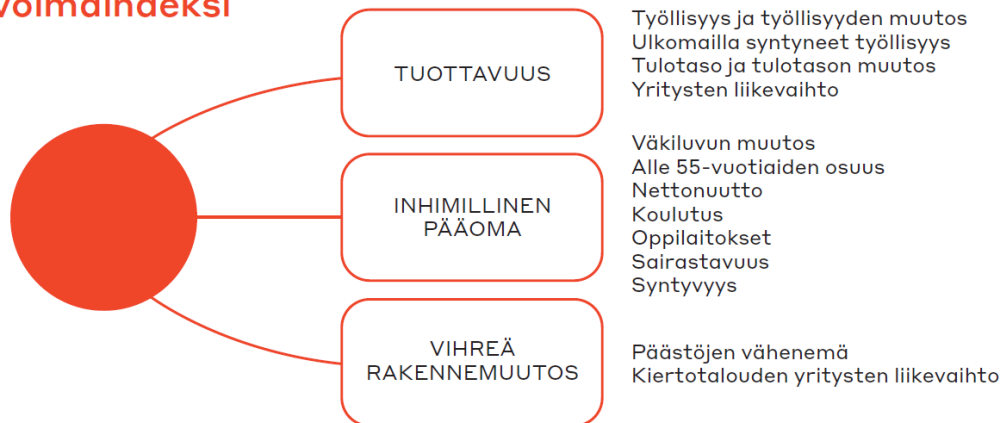 voimaindeksi
TUOTTAVUUS
Työllisyys ja työllisyyden muutos
Ulkomailla syntyneet työllisyys
Tulotaso ja tulotason muutos
Yritysten liikevaihto
INHIMILLINEN
PÄÄOMA
Väkiluvun muutos
Alle 55-vuotiaiden osuus
Nettonuutto
Koulutus
Oppilaitokset
Sairastavuus
Syntyvyys
VIHREÄ
RAKENNEMUUTOS
Päästöjen vähenemä
Kiertotalouden yritysten liikevaihto